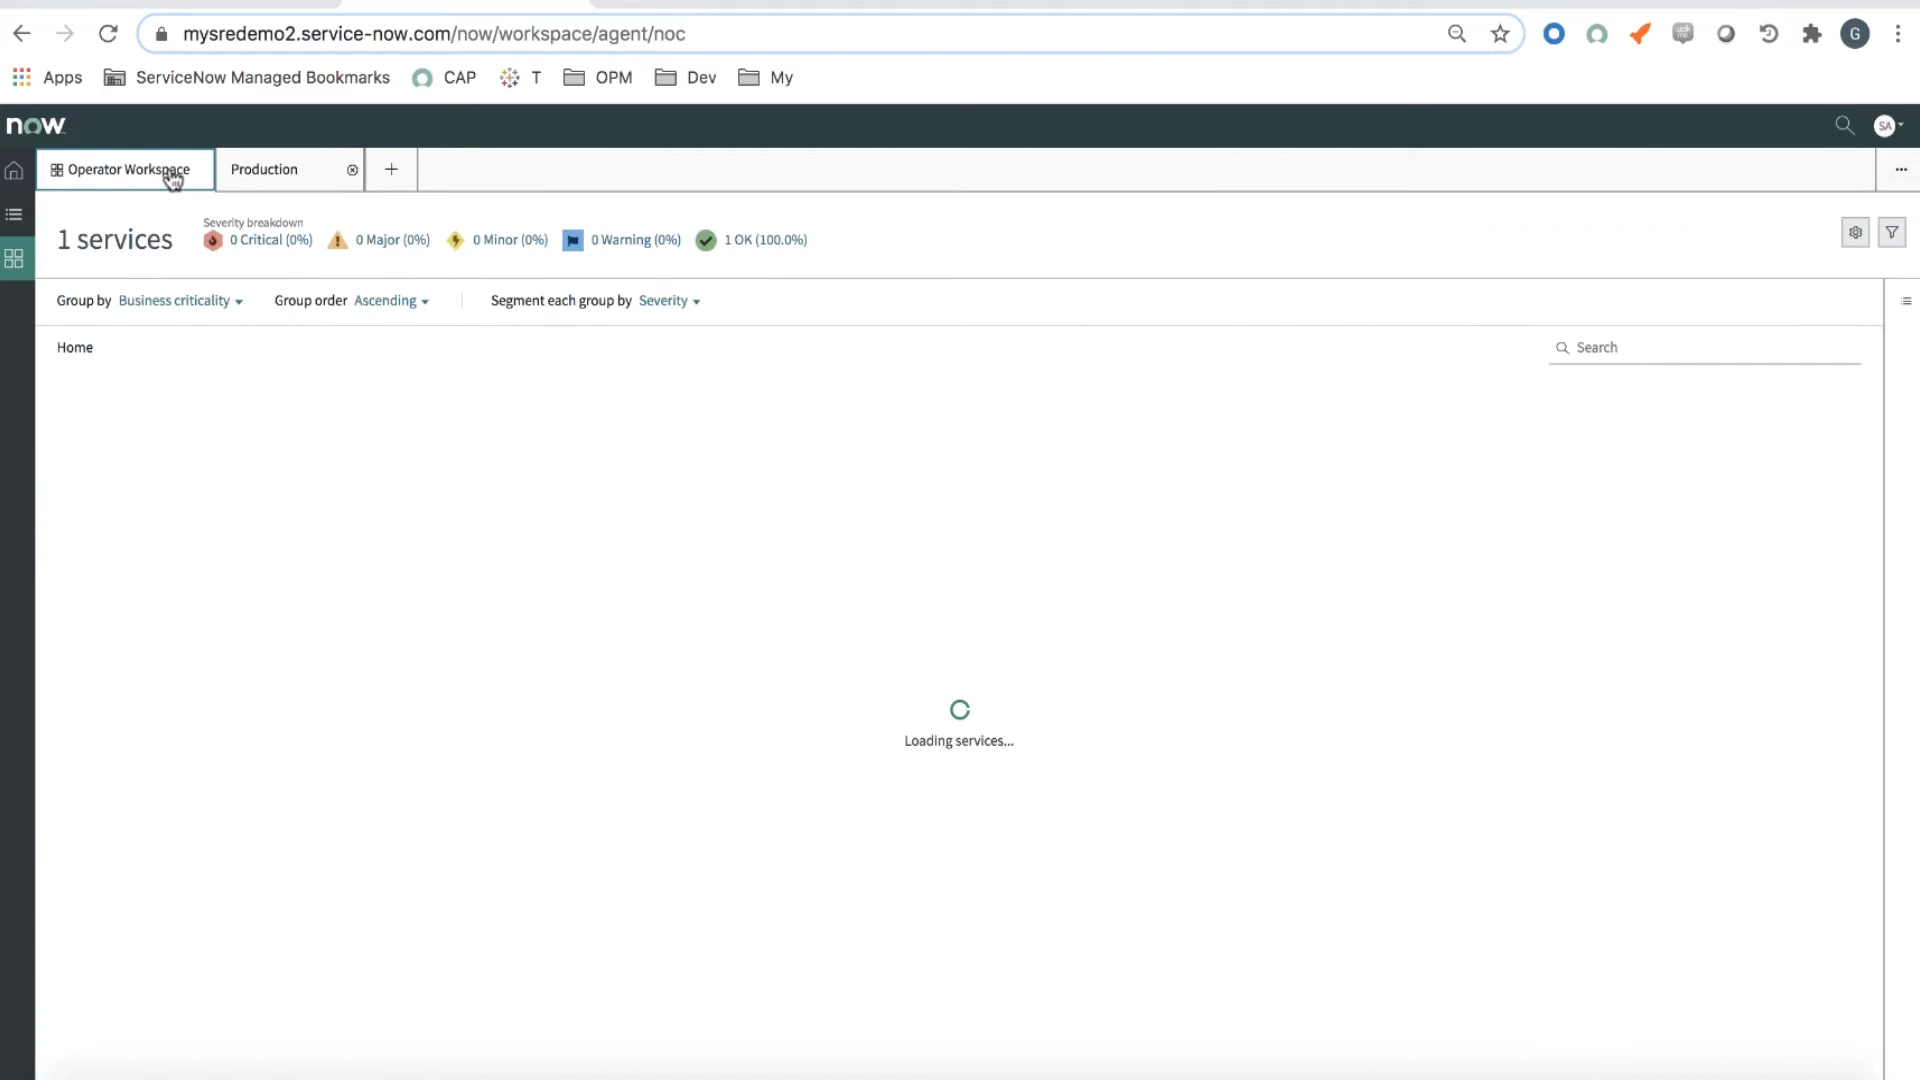 mysredemo2.service-now.com/now/workspace/agent/noc
G
Apps ServiceNow Managed Bookmarks CAP T OPM Dev My
now
SA
Operator Workspace Production
1 services
Severity breakdown
0 Critical (0%) 0 Major (0%) 0 Minor (0%) 0 Warning (0%) 1 OK (100.0%)
Group by Business criticality Group order Ascending Segment each group by Severity
Home
Search
Loading services...